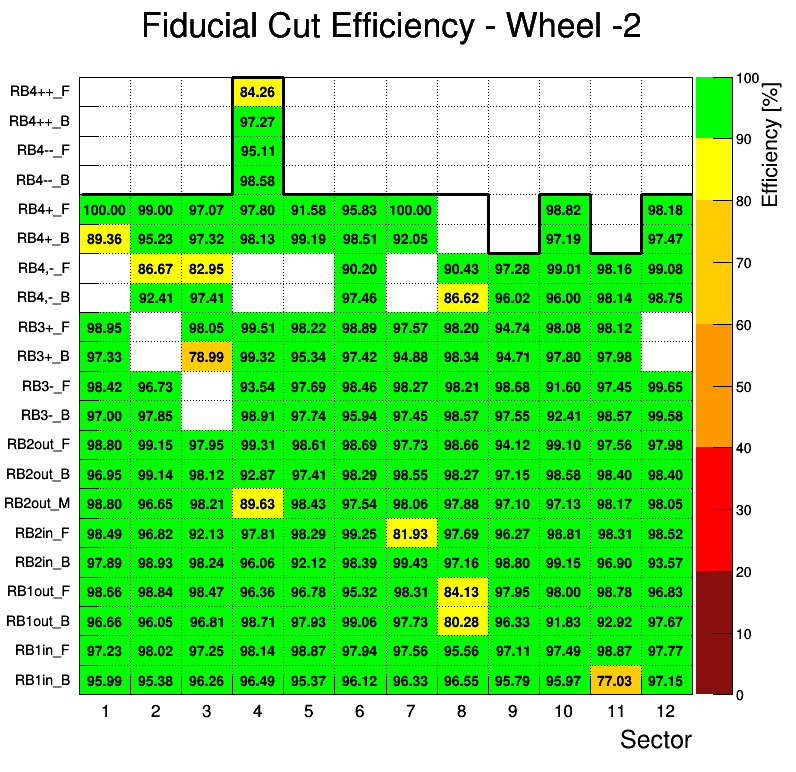 Fiducial Cut Efficiency - Wheel -2
RB4++_F 84.26
RB4++_B 97.27
RB4--_F 95.11
RB4--_B 98.58
RB4+_F 100.00 99.00 97.07 97.80 91.58 95.83 100.00 98.82 98.18
RB4+_B 89.36 95.23 97.32 98.13 99.19 98.51 92.05 97.19 97.47
RB4,-_F 86.67 82.95 90.20 90.43 97.28 99.01 98.16 99.08
RB4,-_B 92.41 97.41 97.46 86.62 96.02 96.00 98.14 98.75
RB3+_F 98.95 98.05 99.51 98.22 98.89 97.57 98.20 94.74 98.08 98.12
RB3+_B 97.33 78.99 99.32 95.34 97.42 94.88 98.34 94.71 97.80 97.98
RB3-_F 98.42 96.73 93.54 97.69 98.46 98.27 98.21 98.68 91.60 97.45 99.65
RB3-_B 97.00 97.85 98.91 97.74 95.94 97.45 98.57 97.55 92.41 98.57 99.58
RB2out_F 98.80 99.15 97.95 99.31 98.61 98.69 97.73 98.66 94.12 99.10 97.56 97.98
RB2out_B 96.95 99.14 98.12 92.87 97.41 98.29 98.55 98.27 97.15 98.58 98.40 98.40
RB2out_M 98.80 96.65 98.21 89.63 98.43 97.54 98.06 97.88 97.10 97.13 98.17 98.05
RB2in_F 98.49 96.82 92.13 97.81 98.29 99.25 81.93 97.69 96.27 98.81 98.31 98.52
RB2in_B 97.89 98.93 98.24 96.06 92.12 98.39 99.43 97.16 98.80 99.15 96.90 93.57
RB1out_F 98.66 98.84 98.47 96.36 96.78 95.32 98.31 84.13 97.95 98.00 98.78 96.83
RB1out_B 96.66 96.05 96.81 98.71 97.93 99.06 97.73 80.28 96.33 91.83 92.92 97.67
RB1in_F 97.23 98.02 97.25 98.14 98.87 97.94 97.56 95.56 97.11 97.49 98.87 97.77
RB1in_B 95.99 95.38 96.26 96.49 95.37 96.12 96.33 96.55 95.79 95.97 77.03 97.15
1 2 3 4 5 6 7 8 9 10 11 12
Sector
100
90
80
70
60
50
40
30
20
10
0
Efficiency [%]